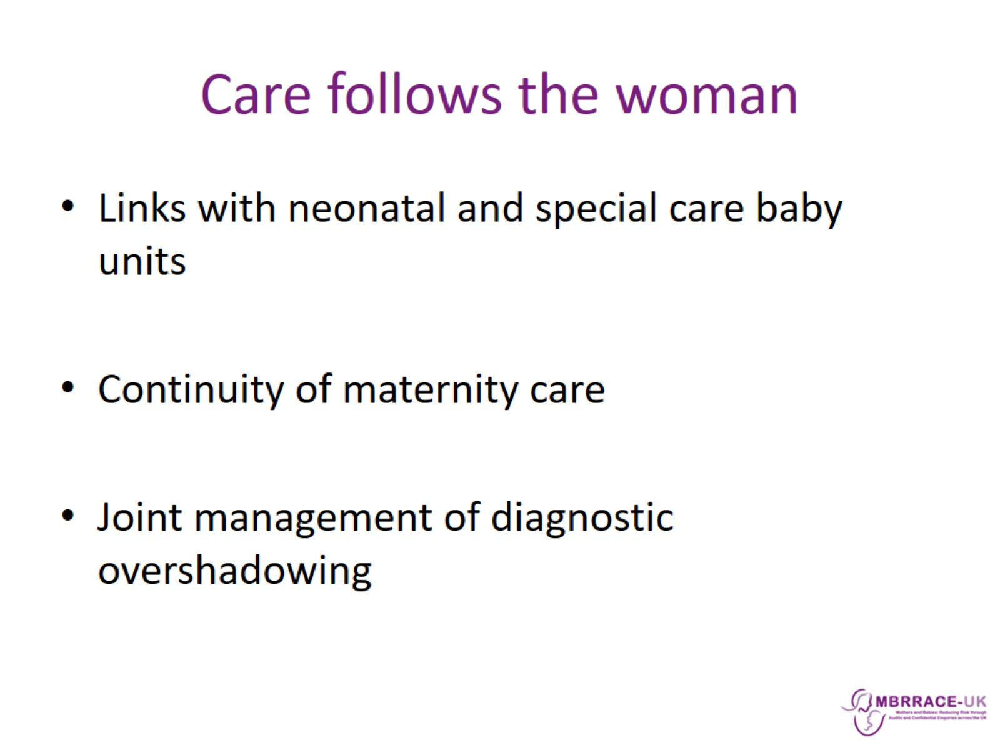 Care follows the woman
• Links with neonatal and special care baby
units
• Continuity of maternity care
• Joint management of diagnostic
overshadowing
MBRRACE-UK
Mothers and Babies: Reducing Risk through
Audits and Confidential Enquiries across the UK